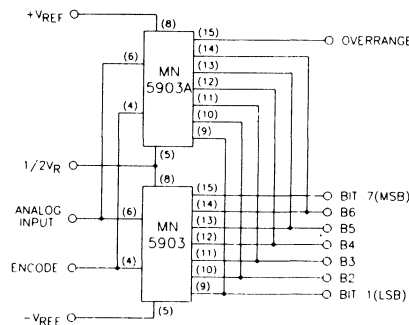 +VREF
(8)
(15)
OVERRANGE
(14)
(6)
MN
5903A
(13)
(12)
(4)
(11)
(10)
(9)
1/2VR
(5)
(8)
(15)
BIT 7(MSB)
ANALOG
INPUT
(6)
MN
5903
(14)
B6
(13)
B5
(12)
B4
ENCODE
(4)
(11)
B3
(10)
B2
(9)
BIT 1(LSB)
-VREF
(5)